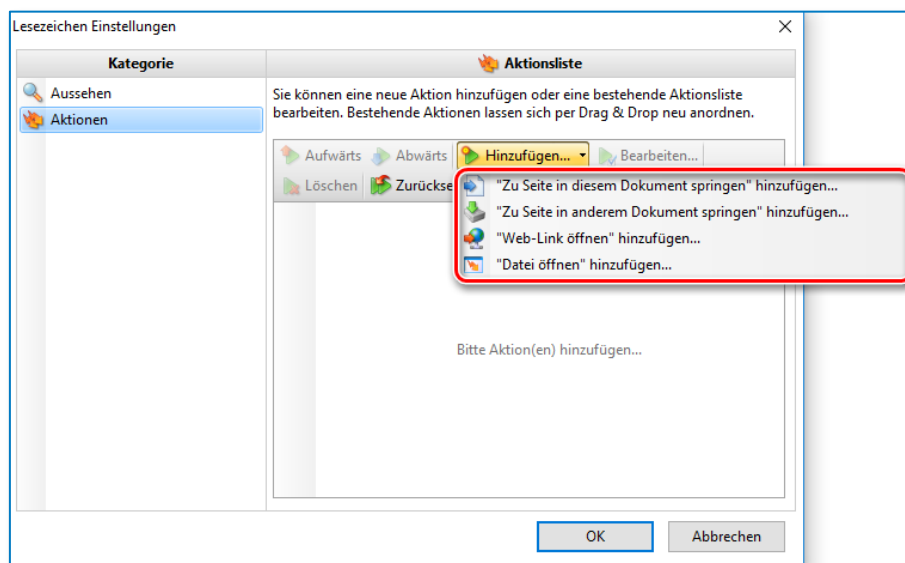 Lesezeichen Einstellungen
Kategorie
Aktionsliste
Aussehen
Aktionen
Sie können eine neue Aktion hinzufügen oder eine bestehende Aktionsliste
bearbeiten. Bestehende Aktionen lassen sich per Drag & Drop neu anordnen.
Aufwärts Abwärts Hinzufügen... Bearbeiten...
Löschen Zurückse
"Zu Seite in diesem Dokument springen" hinzufügen...
"Zu Seite in anderem Dokument springen" hinzufügen...
"Web-Link öffnen" hinzufügen...
"Datei öffnen" hinzufügen...
Bitte Aktion(en) hinzufügen...
OK Abbrechen